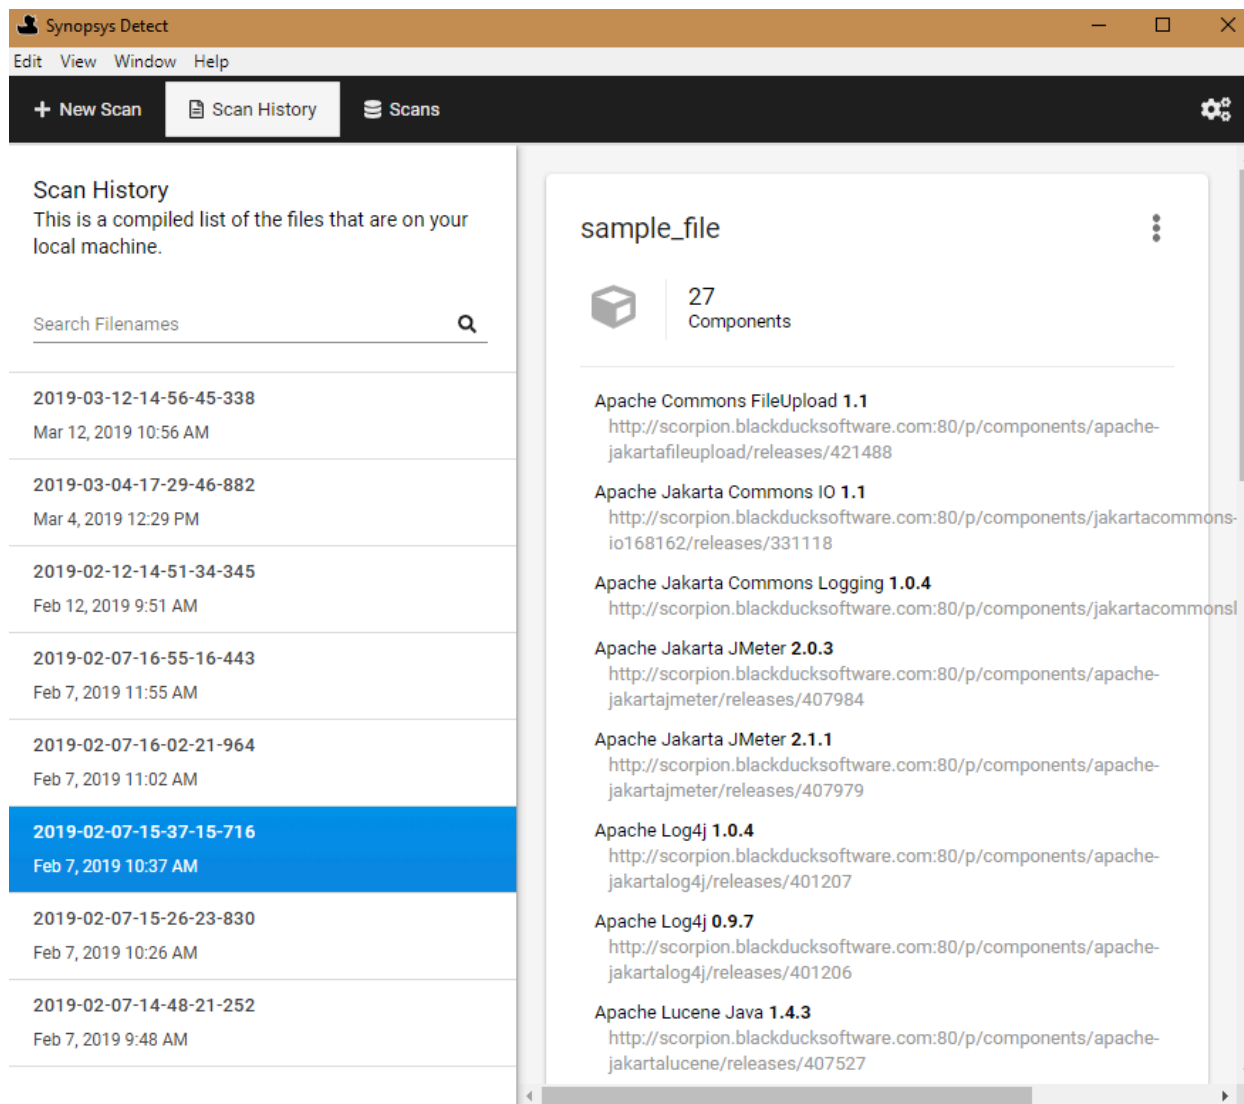 Synopsys Detect
Edit View Window Help
New Scan Scan History Scans
Scan History
This is a compiled list of the files that are on your
local machine.
Search Filenames
2019-03-12-14-56-45-338
Mar 12, 2019 10:56 AM
2019-03-04-17-29-46-882
Mar 4, 2019 12:29 PM
2019-02-12-14-51-34-345
Feb 12, 2019 9:51 AM
2019-02-07-16-55-16-443
Feb 7, 2019 11:55 AM
2019-02-07-16-02-21-964
Feb 7, 2019 11:02 AM
2019-02-07-15-37-15-716
Feb 7, 2019 10:37 AM
2019-02-07-15-26-23-830
Feb 7, 2019 10:26 AM
2019-02-07-14-48-21-252
Feb 7, 2019 9:48 AM
sample_file
27
Components
Apache Commons FileUpload 1.1
http://scorpion.blackducksoftware.com:80/p/components/apache-
jakartafileupload/releases/421488
Apache Jakarta Commons IO 1.1
http://scorpion.blackducksoftware.com:80/p/components/jakartacommons-
io168162/releases/331118
Apache Jakarta Commons Logging 1.0.4
http://scorpion.blackducksoftware.com:80/p/components/jakartacommonsl
Apache Jakarta JMeter 2.0.3
http://scorpion.blackducksoftware.com:80/p/components/apache-
jakartajmeter/releases/407984
Apache Jakarta JMeter 2.1.1
http://scorpion.blackducksoftware.com:80/p/components/apache-
jakartajmeter/releases/407979
Apache Log4j 1.0.4
http://scorpion.blackducksoftware.com:80/p/components/apache-
jakartalog4j/releases/401207
Apache Log4j 0.9.7
http://scorpion.blackducksoftware.com:80/p/components/apache-
jakartalog4j/releases/401206
Apache Lucene Java 1.4.3
http://scorpion.blackducksoftware.com:80/p/components/apache-
jakartalucene/releases/407527